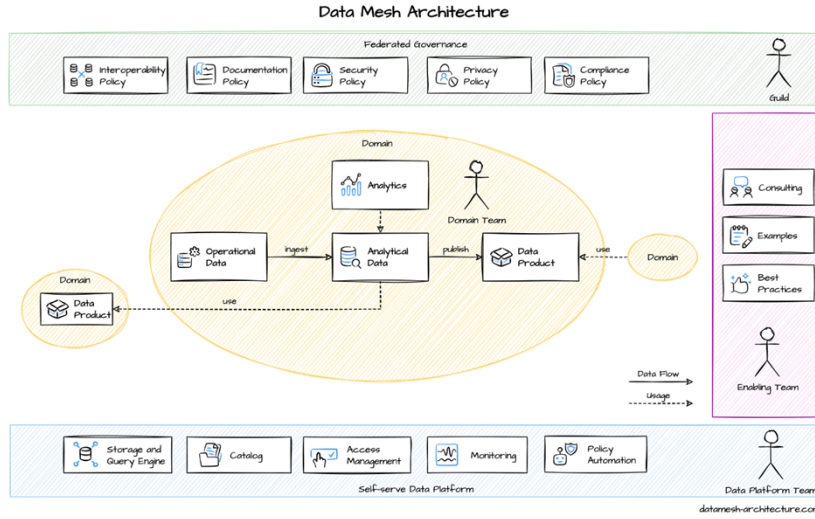 Data Mesh Architecture
Federated Governance
Interoperability
Policy
Documentation
Policy
Security
Policy
Privacy
Policy
Compliance
Policy
Guild
Domain
Analytics
Domain Team
Operational
Data
ingest
Analytical
Data
publish
Data
Product
use
Domain
Domain
Data
Product
use
Consulting
Examples
Best
Practices
Enabling Team
Data Flow
Usage
Storage and
Query Engine
Catalog
Access
Management
Monitoring
Policy
Automation
Self-serve Data Platform
Data Platform Team
datamesh-architecture.com